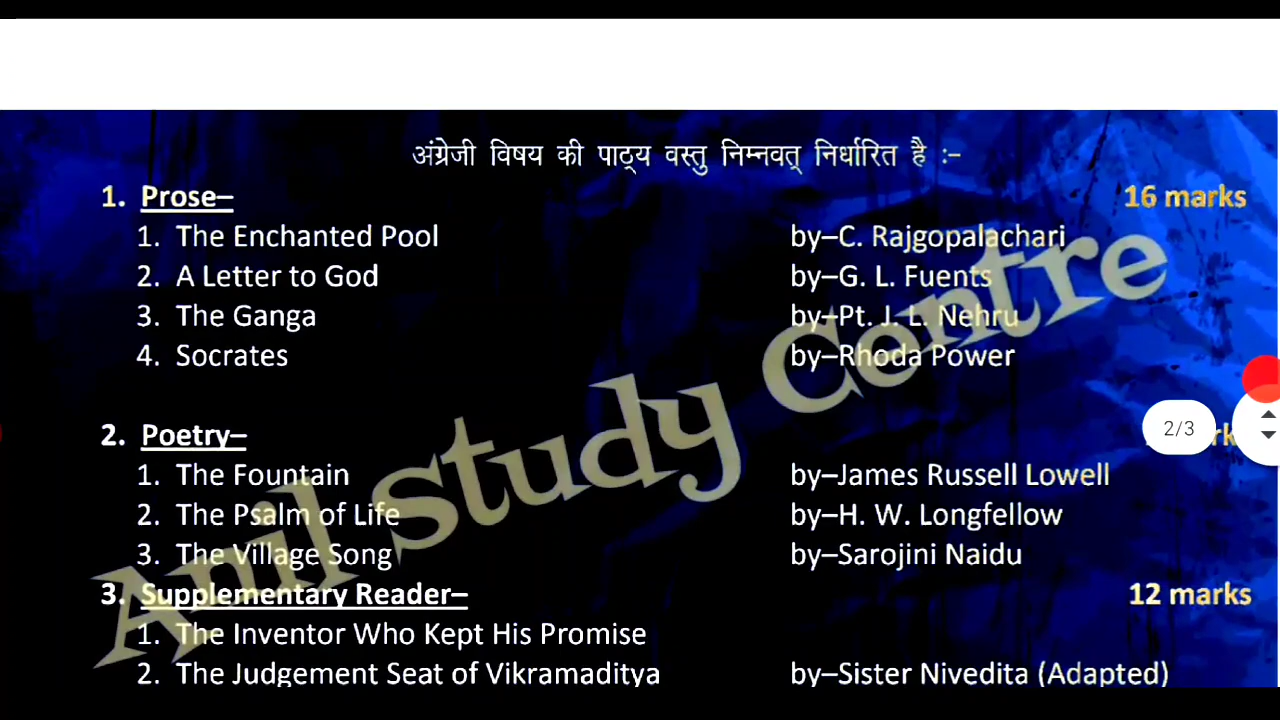 अंग्रेजी विषय की पाठ्य वस्तु निम्नवत् निर्धारित है :–
1. Prose– 16 marks
1. The Enchanted Pool by–C. Rajgopalachari
2. A Letter to God by–G. L. Fuents
3. The Ganga by–Pt. J. L. Nehru
4. Socrates by–Rhoda Power
2/3
2. Poetry–
1. The Fountain by–James Russell Lowell
2. The Psalm of Life by–H. W. Longfellow
3. The Village Song by–Sarojini Naidu
3. Supplementary Reader– 12 marks
1. The Inventor Who Kept His Promise
2. The Judgement Seat of Vikramaditya by–Sister Nivedita (Adapted)
Anil Study Centre